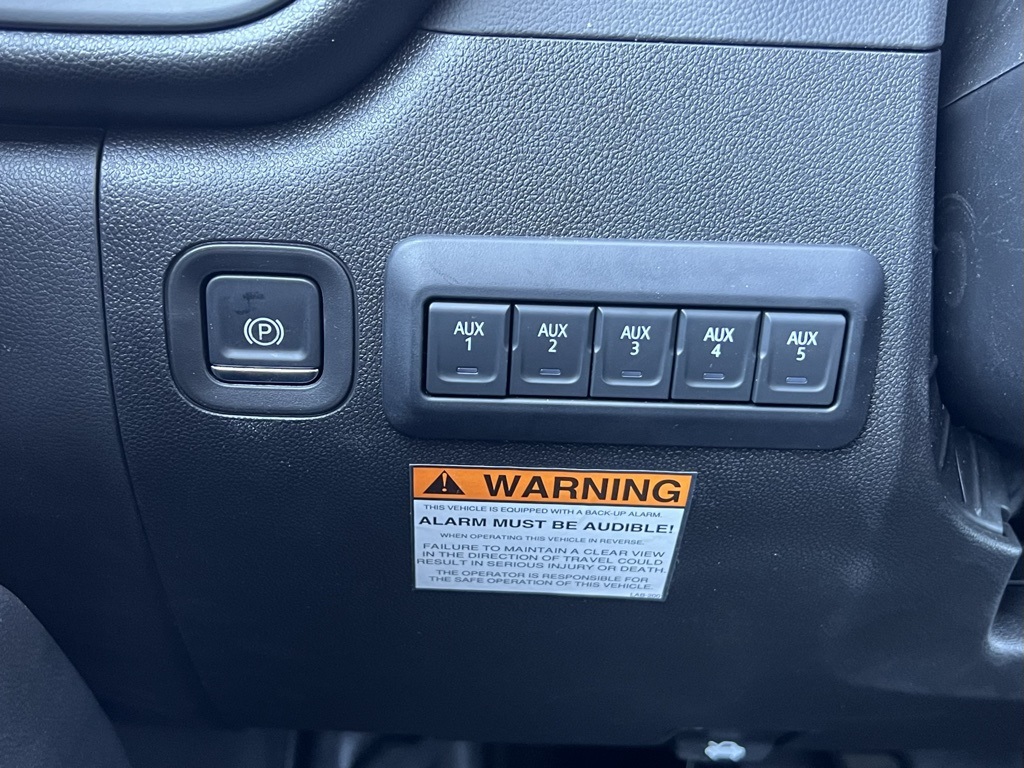 P
AUX
1
AUX
2
AUX
3
AUX
4
AUX
5
WARNING
THIS VEHICLE IS EQUIPPED WITH A BACK-UP ALARM.
ALARM MUST BE AUDIBLE!
WHEN OPERATING THIS VEHICLE IN REVERSE.
FAILURE TO MAINTAIN A CLEAR VIEW
IN THE DIRECTION OF TRAVEL COULD
RESULT IN SERIOUS INJURY OR DEATH.
THE OPERATOR IS RESPONSIBLE FOR
THE SAFE OPERATION OF THIS VEHICLE.
LAB 200